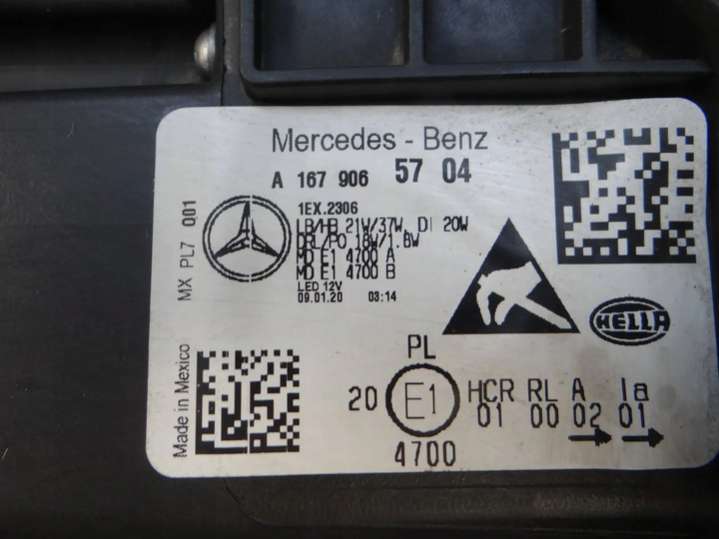 Mercedes - Benz
A 167 906 57 04
1EX.2306
LB/HB 21W/37W, DI 20W
DRL/PO 18W/1.8W
MD E1 4700 A
MD E1 4700 B
LED 12V
09.01.20 03:14
MX PL7 001
HELLA
Made in Mexico
PL
20 E1 HCR RL A Ia
01 00 02 01
4700